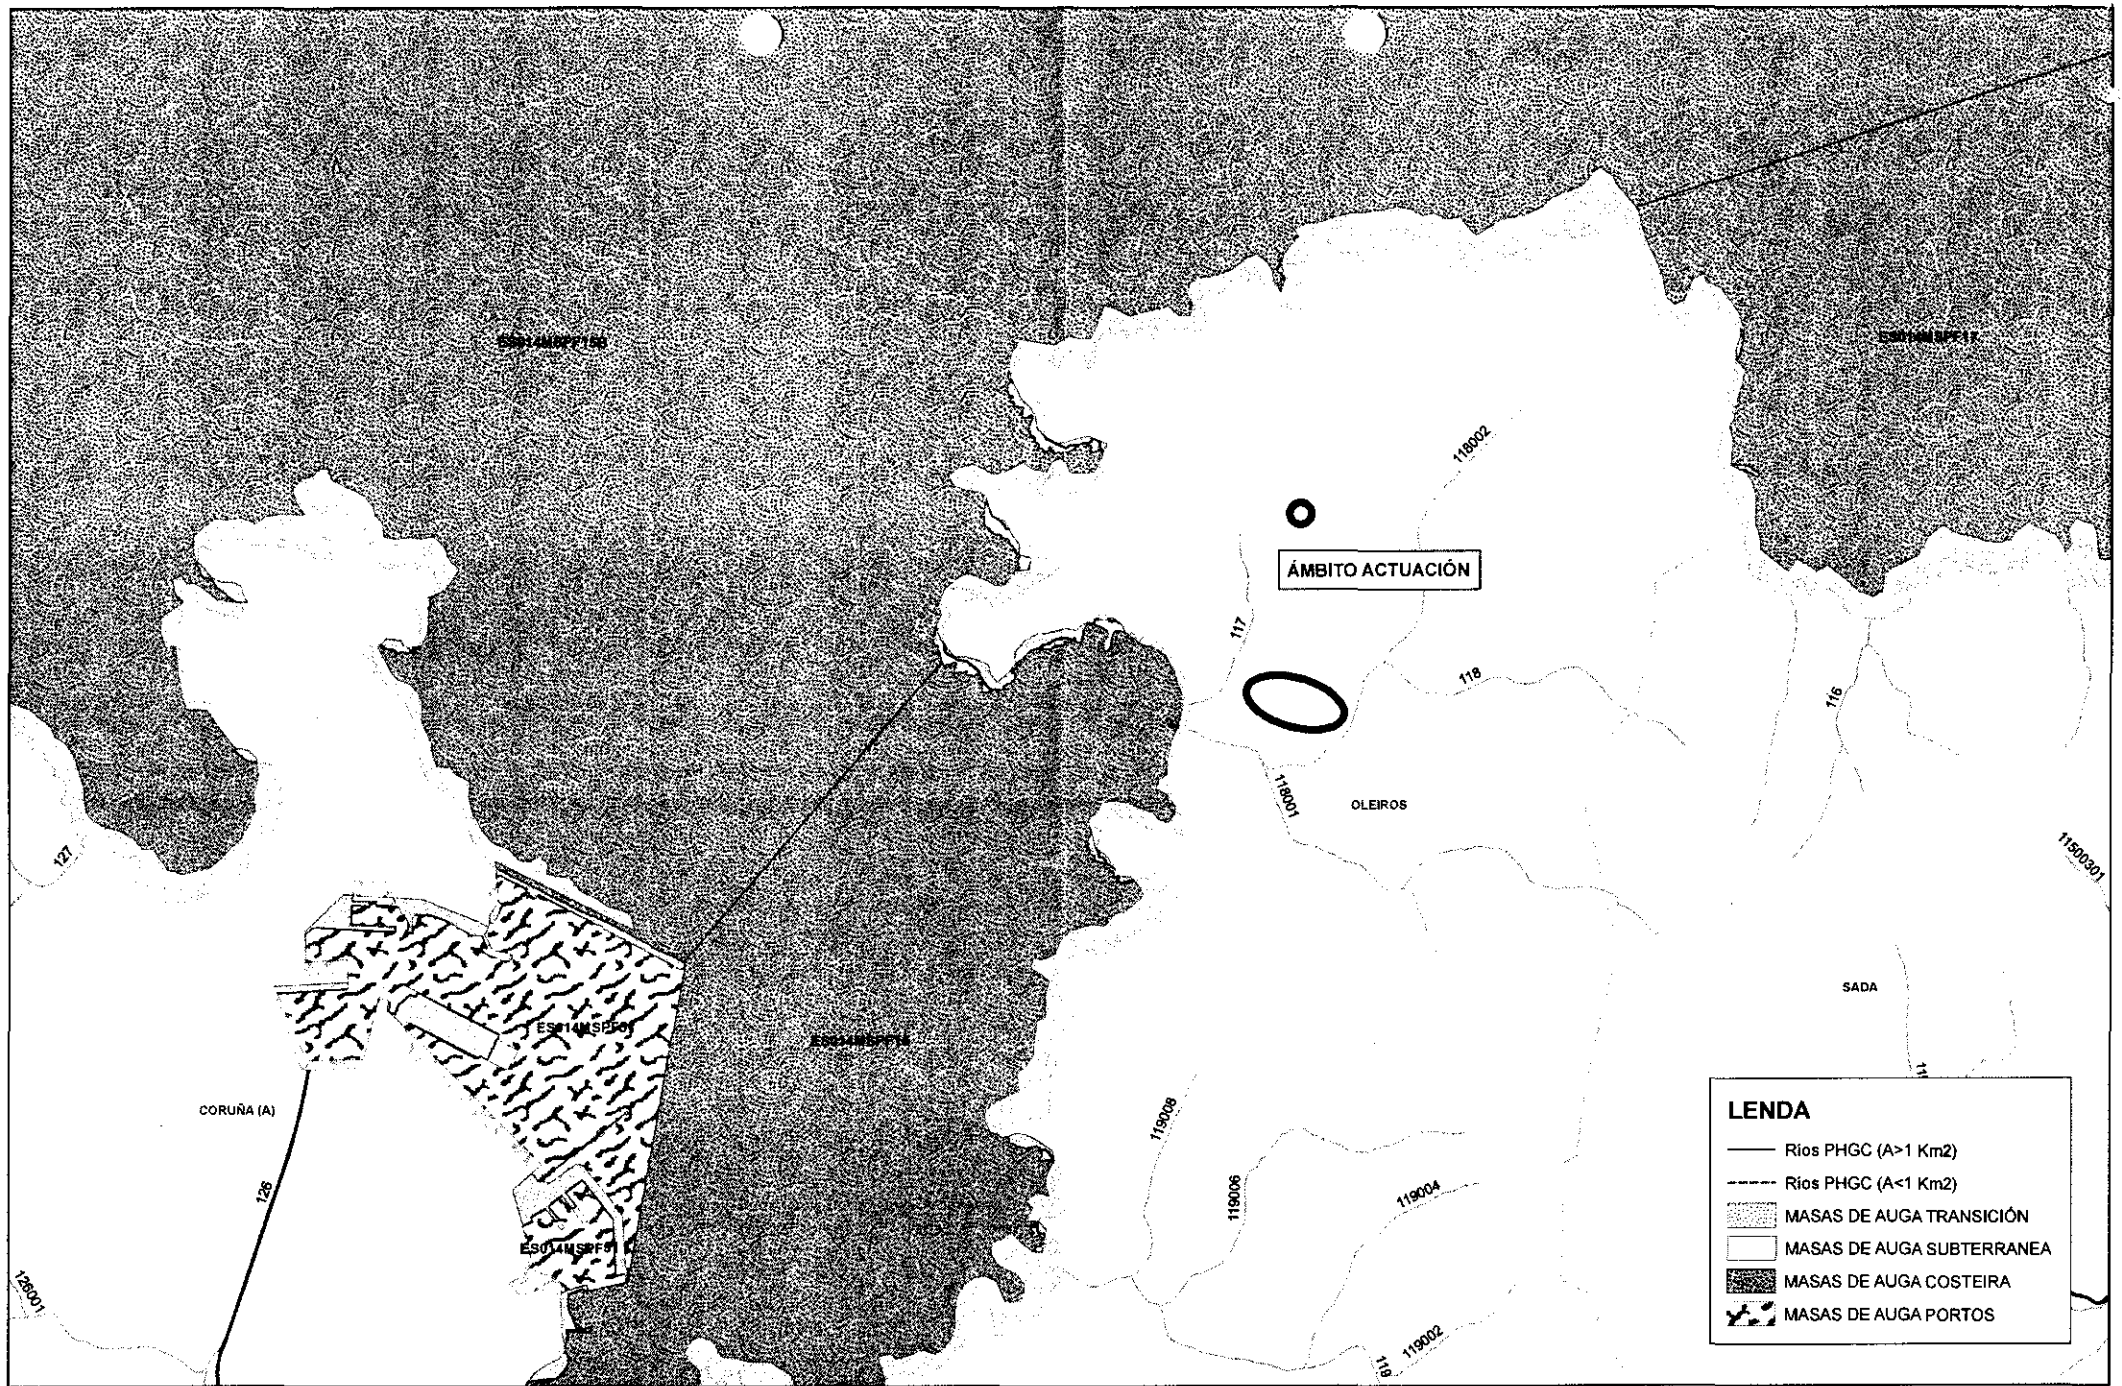 ES014MSPF17
118002
ÁMBITO ACTUACIÓN
117
118
116
118001
OLEIROS
127
11500301
SADA
CORUÑA (A)
126
119008
119006
119004
119002
119
126001
LENDA
Ríos PHGC (A>1 Km2)
Ríos PHGC (A<1 Km2)
MASAS DE AUGA TRANSICIÓN
MASAS DE AUGA SUBTERRANEA
MASAS DE AUGA COSTEIRA
MASAS DE AUGA PORTOS